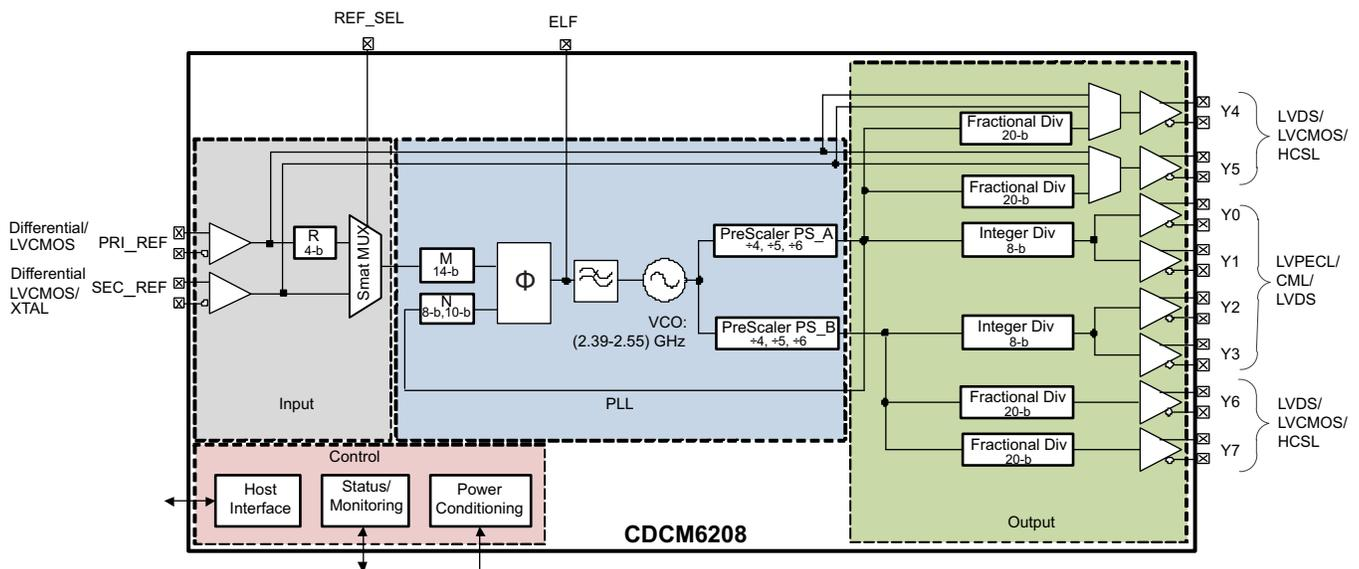 REF_SEL
ELF
Differential/
LVCMOS
PRI_REF
Differential
LVCMOS/
XTAL
SEC_REF
R
4-b
Smat MUX
Input
M
14-b
N
8-b,10-b
Φ
VCO:
(2.39-2.55) GHz
PreScaler PS_A
÷4, ÷5, ÷6
PreScaler PS_B
÷4, ÷5, ÷6
PLL
Fractional Div
20-b
Fractional Div
20-b
Integer Div
8-b
Integer Div
8-b
Fractional Div
20-b
Fractional Div
20-b
Output
Y4
Y5
LVDS/
LVCMOS/
HCSL
Y0
Y1
Y2
Y3
LVPECL/
CML/
LVDS
Y6
Y7
LVDS/
LVCMOS/
HCSL
Control
Host
Interface
Status/
Monitoring
Power
Conditioning
CDCM6208